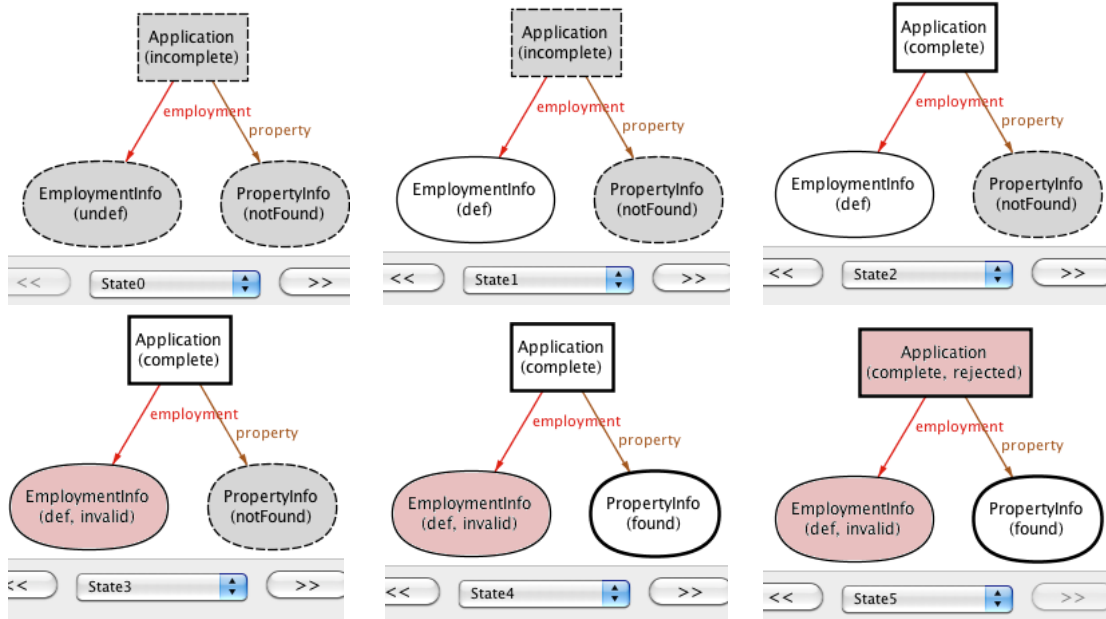 Application
(incomplete)
employment
property
EmploymentInfo
(undef)
PropertyInfo
(notFound)
<<
State0
>>
Application
(incomplete)
employment
property
EmploymentInfo
(def)
PropertyInfo
(notFound)
<<
State1
>>
Application
(complete)
employment
property
EmploymentInfo
(def)
PropertyInfo
(notFound)
<<
State2
>>
Application
(complete)
employment
property
EmploymentInfo
(def, invalid)
PropertyInfo
(notFound)
<<
State3
>>
Application
(complete)
employment
property
EmploymentInfo
(def, invalid)
PropertyInfo
(found)
<<
State4
>>
Application
(complete, rejected)
employment
property
EmploymentInfo
(def, invalid)
PropertyInfo
(found)
<<
State5
>>